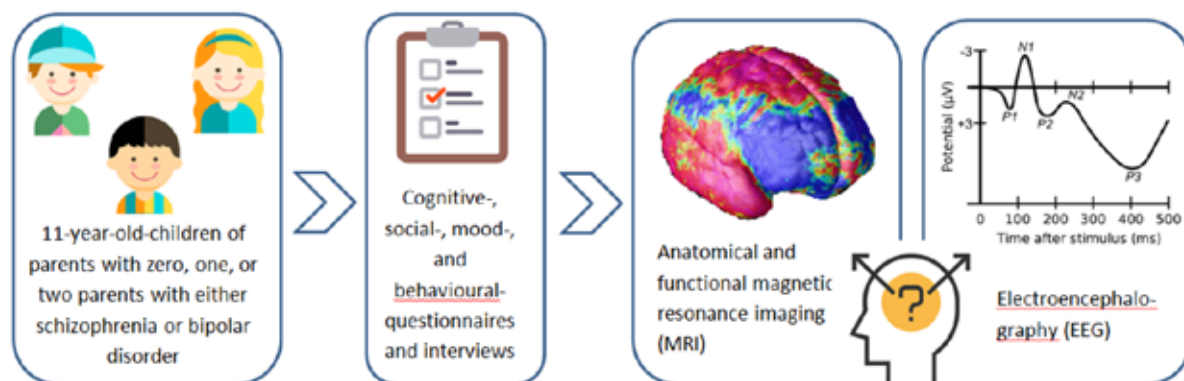 11-year-old-children of
parents with zero, one, or
two parents with either
schizophrenia or bipolar
disorder
Cognitive-,
social-, mood-,
and
behavioural-
questionnaires
and interviews
Anatomical and
functional magnetic
resonance imaging
(MRI)
?
Potential (µV)
-3
+3
N1
P1
P2
N2
P3
0 100 200 300 400 500
Time after stimulus (ms)
Electroencephalo-
graphy (EEG)